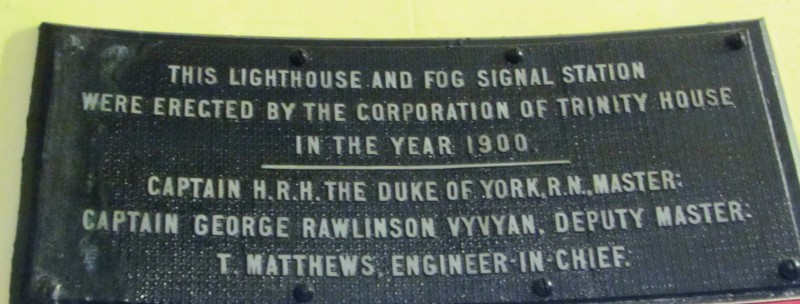 THIS LIGHTHOUSE AND FOG SIGNAL STATION
WERE ERECTED BY THE CORPORATION OF TRINITY HOUSE
IN THE YEAR 1900.
CAPTAIN H.R.H. THE DUKE OF YORK, R.N., MASTER:
CAPTAIN GEORGE RAWLINSON VYVYAN, DEPUTY MASTER:
T. MATTHEWS, ENGINEER-IN-CHIEF.